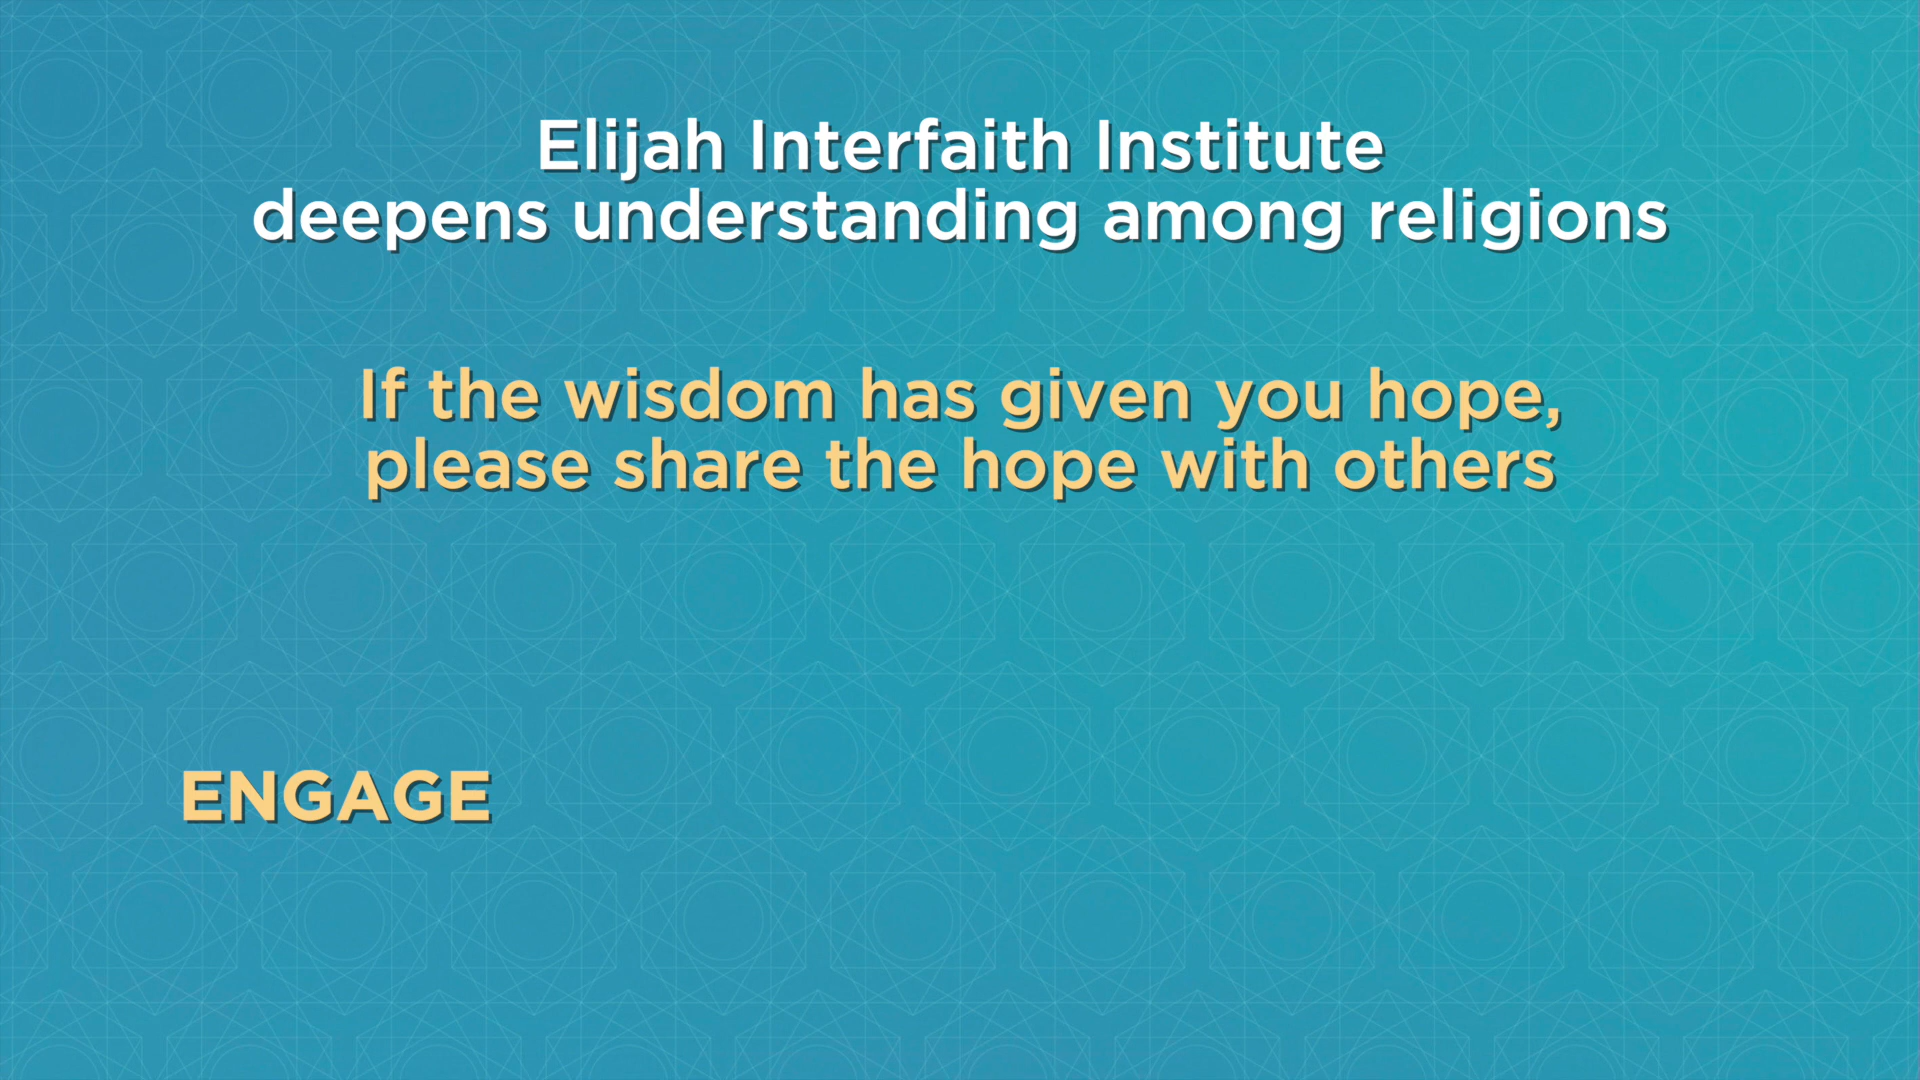 Elijah Interfaith Institute
deepens understanding among religions
If the wisdom has given you hope,
please share the hope with others
ENGAGE